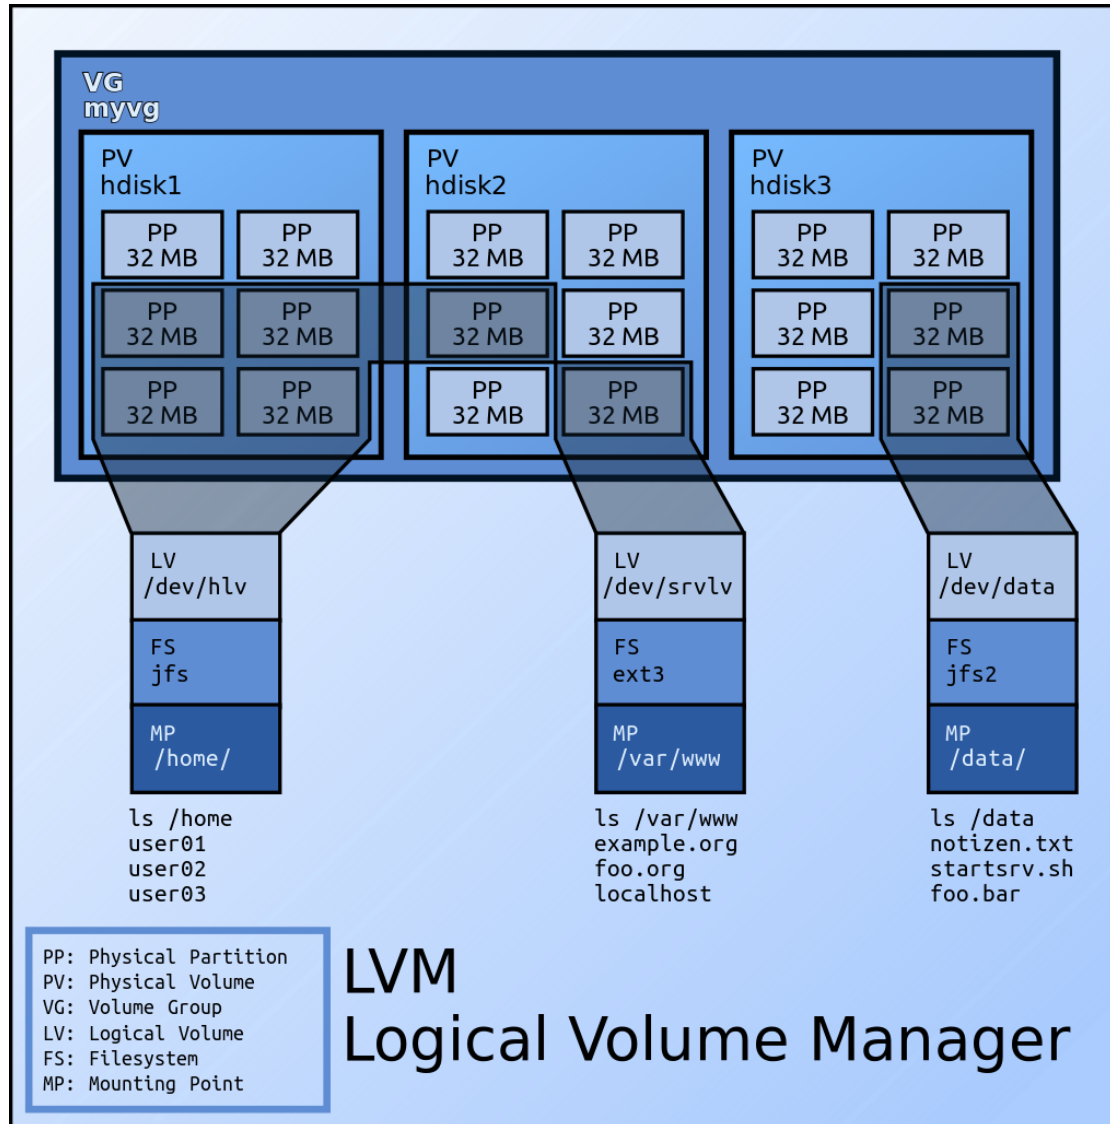 VG
myvg
PV
hdisk1
PP
32 MB
PP
32 MB
PP
32 MB
PP
32 MB
PP
32 MB
PP
32 MB
PV
hdisk2
PP
32 MB
PP
32 MB
PP
32 MB
PP
32 MB
PP
32 MB
PP
32 MB
PV
hdisk3
PP
32 MB
PP
32 MB
PP
32 MB
PP
32 MB
PP
32 MB
PP
32 MB
LV
/dev/hlv
FS
jfs
MP
/home/
ls /home
user01
user02
user03
LV
/dev/srvlv
FS
ext3
MP
/var/www
ls /var/www
example.org
foo.org
localhost
LV
/dev/data
FS
jfs2
MP
/data/
ls /data
notizen.txt
startsrv.sh
foo.bar
PP: Physical Partition
PV: Physical Volume
VG: Volume Group
LV: Logical Volume
FS: Filesystem
MP: Mounting Point
LVM
Logical Volume Manager